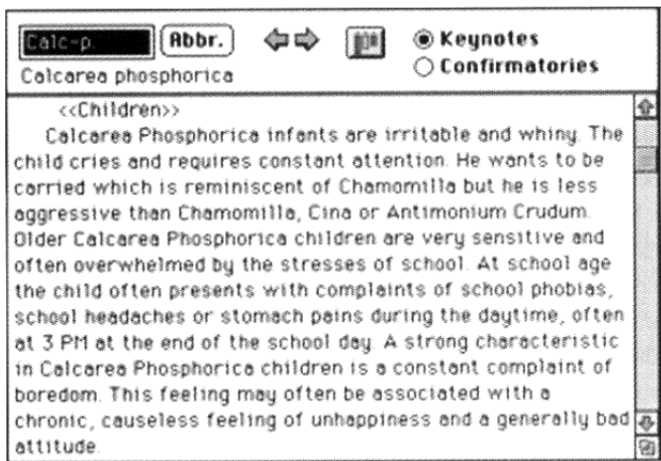 Calc-p. Abbr. Keynotes
Calcarea phosphorica Confirmatories
<<Children>>
Calcarea Phosphorica infants are irritable and whiny. The
child cries and requires constant attention. He wants to be
carried which is reminiscent of Chamomilla but he is less
aggressive than Chamomilla, Cina or Antimonium Crudum.
Older Calcarea Phosphorica children are very sensitive and
often overwhelmed by the stresses of school. At school age
the child often presents with complaints of school phobias,
school headaches or stomach pains during the daytime, often
at 3 PM at the end of the school day. A strong characteristic
in Calcarea Phosphorica children is a constant complaint of
boredom. This feeling may often be associated with a
chronic, causeless feeling of unhappiness and a generally bad
attitude.